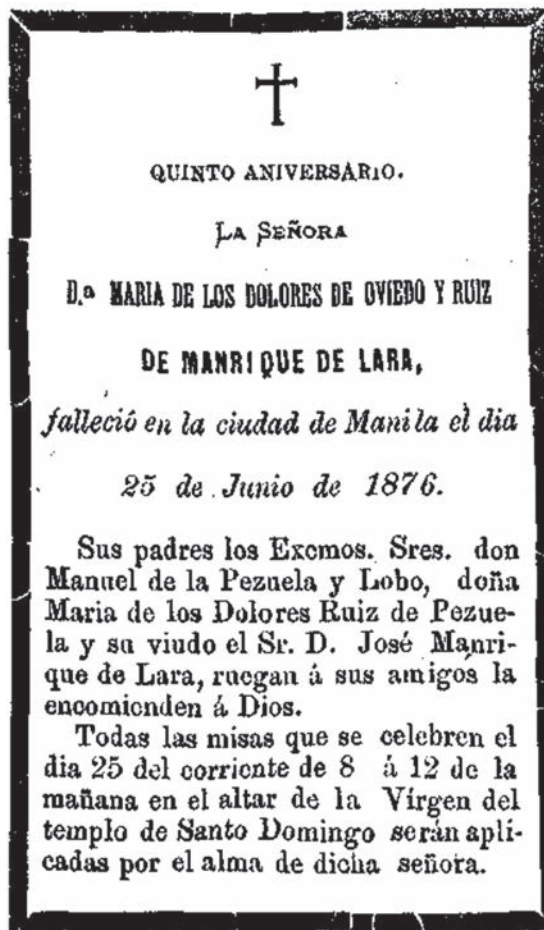 QUINTO ANIVERSARIO.
LA SEÑORA
D.ª MARIA DE LOS DOLORES DE OVIEDO Y RUIZ
DE MANRIQUE DE LARA,
falleció en la ciudad de Manila el dia
25 de Junio de 1876.
Sus padres los Excmos. Sres. don
Manuel de la Pezuela y Lobo, doña
Maria de los Dolores Ruiz de Pezue-
la y su viudo el Sr. D. José Manri-
que de Lara, ruegan á sus amigos la
encomienden á Dios.
Todas las misas que se celebren el
dia 25 del corriente de 8 á 12 de la
mañana en el altar de la Vírgen del
templo de Santo Domingo serán apli-
cadas por el alma de dicha señora.